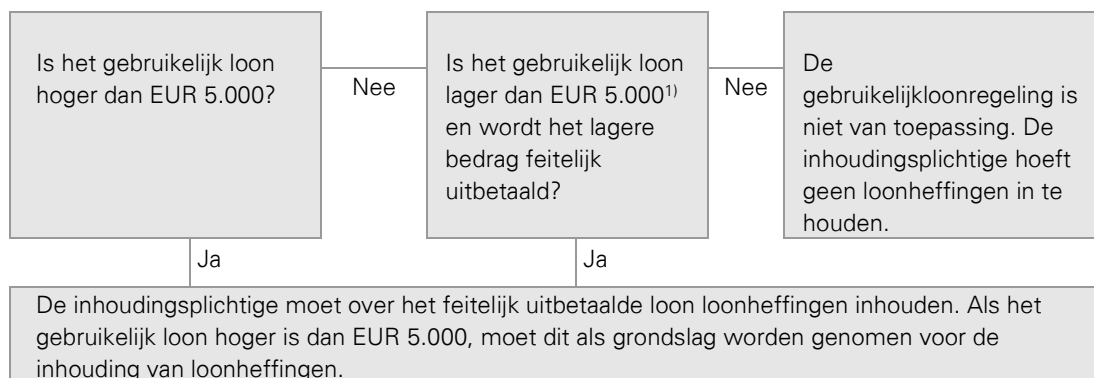 Is het gebruikelijk loon
hoger dan EUR 5.000?
Nee
Is het gebruikelijk loon
lager dan EUR 5.000¹⁾
en wordt het lagere
bedrag feitelijk
uitbetaald?
Nee
De
gebruikelijkloonregeling is
niet van toepassing. De
inhoudingsplichtige hoeft
geen loonheffingen in te
houden.
Ja
Ja
De inhoudingsplichtige moet over het feitelijk uitbetaalde loon loonheffingen inhouden. Als het
gebruikelijk loon hoger is dan EUR 5.000, moet dit als grondslag worden genomen voor de
inhouding van loonheffingen.